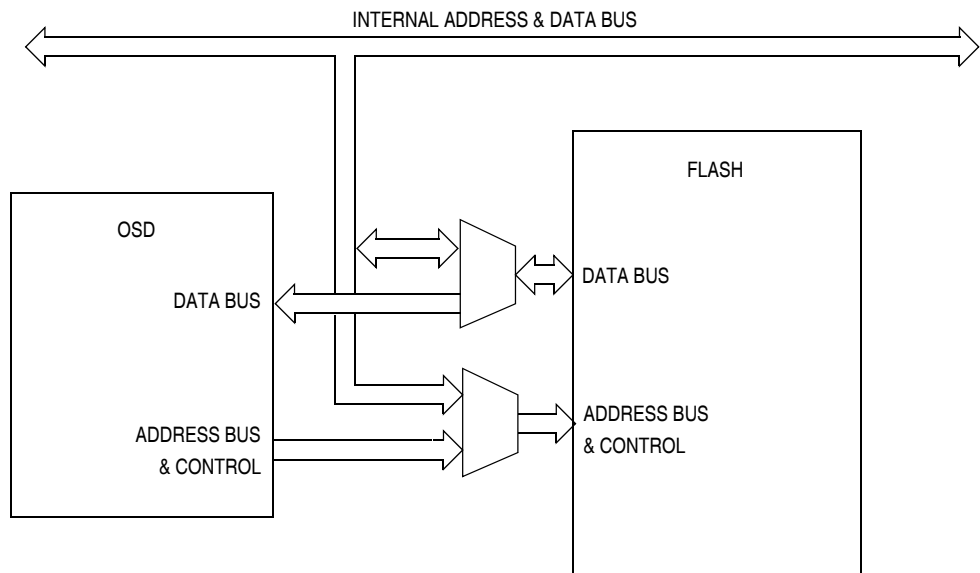 INTERNAL ADDRESS & DATA BUS
FLASH
OSD
DATA BUS
DATA BUS
ADDRESS BUS
& CONTROL
ADDRESS BUS
& CONTROL